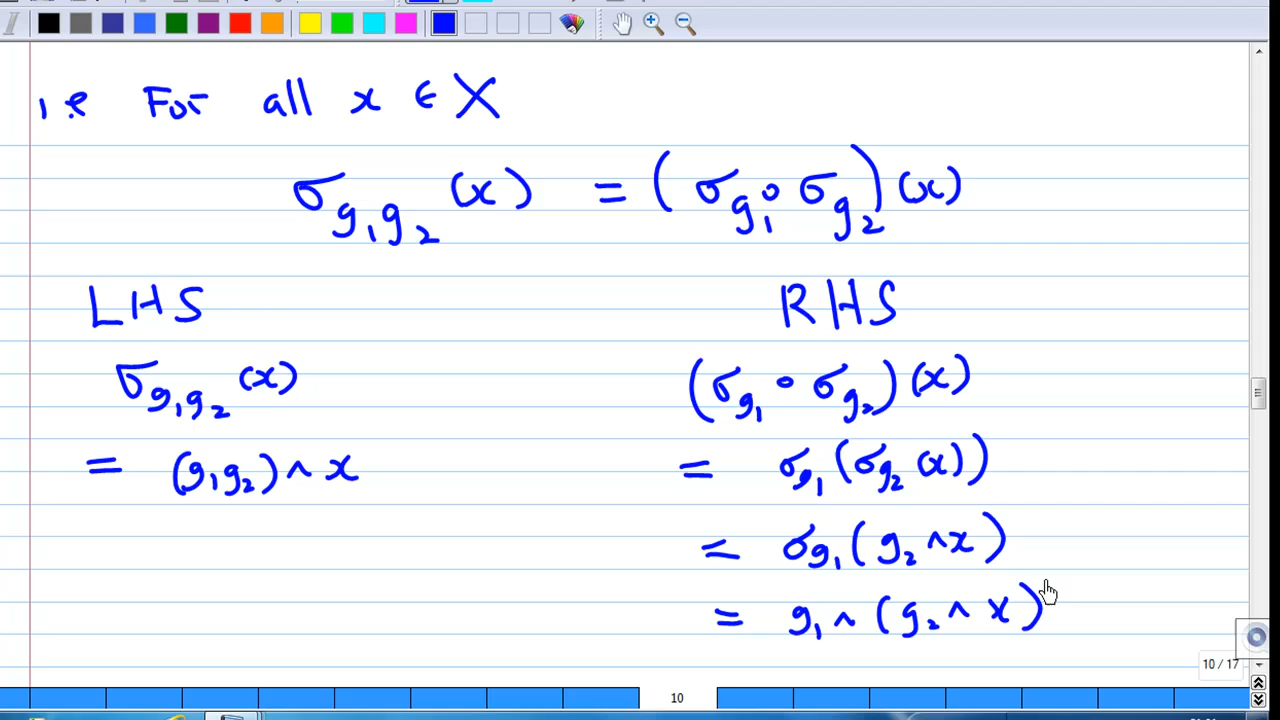 i.e For all x ∈ X
σ_{g₁g₂}(x) = (σ_{g₁} ∘ σ_{g₂})(x)
LHS
σ_{g₁g₂}(x)
= (g₁g₂) ∧ x
RHS
(σ_{g₁} ∘ σ_{g₂})(x)
= σ_{g₁}(σ_{g₂}(x))
= σ_{g₁}(g₂ ∧ x)
= g₁ ∧ (g₂ ∧ x)
10 / 17
10